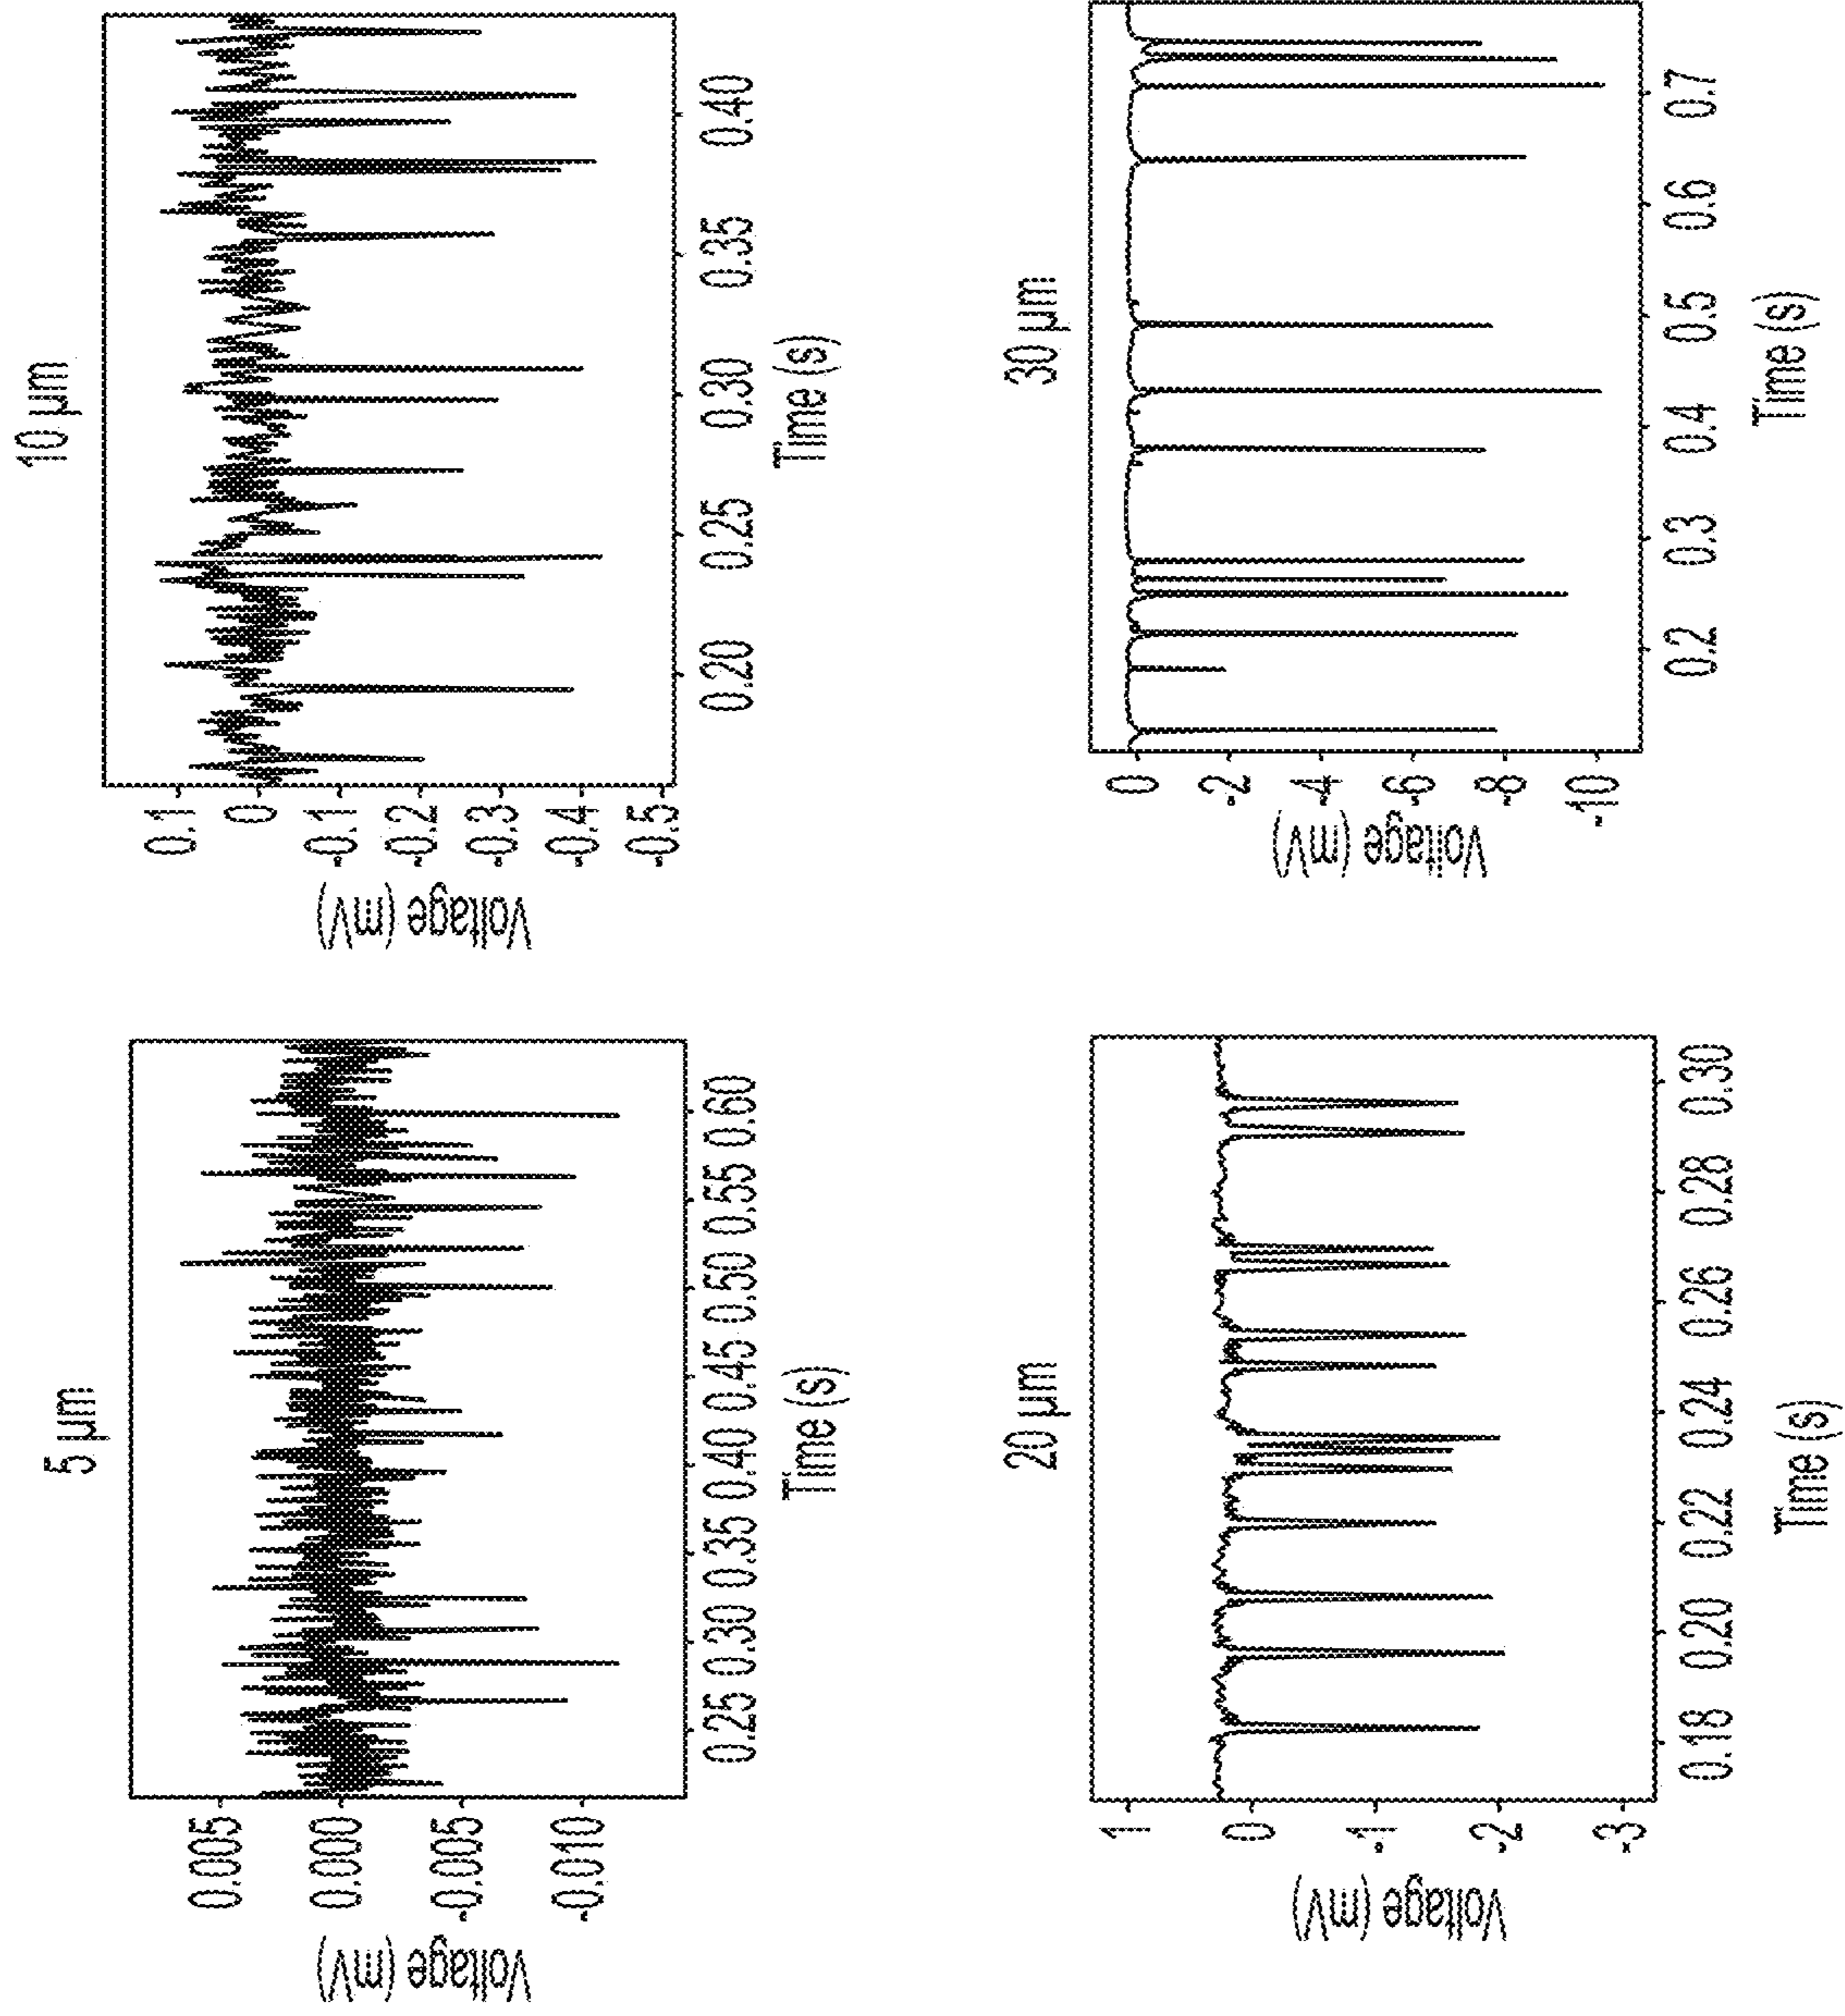 5 µm
Voltage (mV)
0.005
0.000
-0.005
-0.010
0.25 0.30 0.35 0.40 0.45 0.50 0.55 0.60
Time (s)
10 µm
Voltage (mV)
0.1
0
-0.1
-0.2
-0.3
-0.4
-0.5
0.20 0.25 0.30 0.35 0.40
Time (s)
20 µm
Voltage (mV)
1
0
-1
-2
-3
0.18 0.20 0.22 0.24 0.26 0.28 0.30
Time (s)
30 µm
Voltage (mV)
0
-2
-4
-6
-8
-10
0.2 0.3 0.4 0.5 0.6 0.7
Time (s)